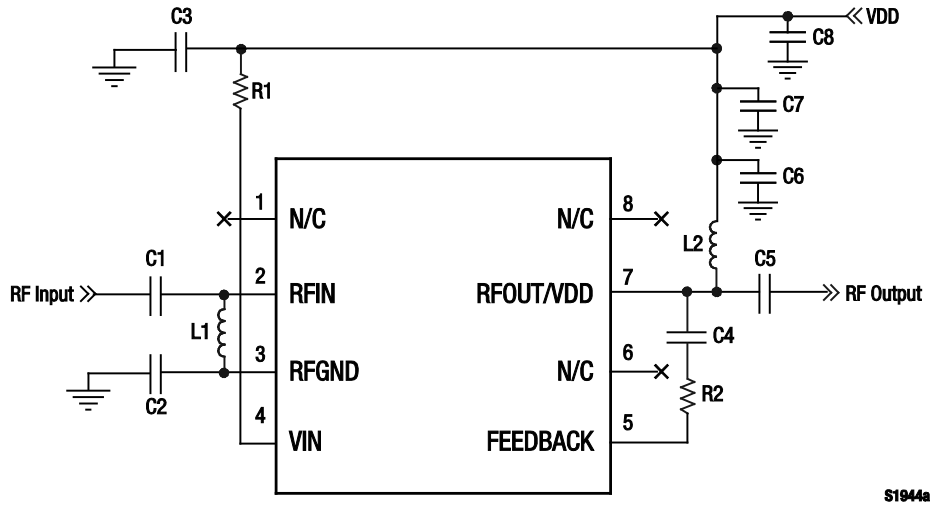 C3
VDD
C8
R1
C7
C6
1
N/C
N/C
8
L2
C1
C5
RF Input
2
RFIN
RFOUT/VDD
7
RF Output
L1
C4
3
RFGND
N/C
6
C2
R2
4
VIN
FEEDBACK
5
S1944a